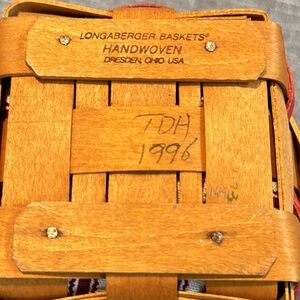 LONGABERGER BASKETS®
HANDWOVEN
DRESDEN, OHIO USA
TDH
1996